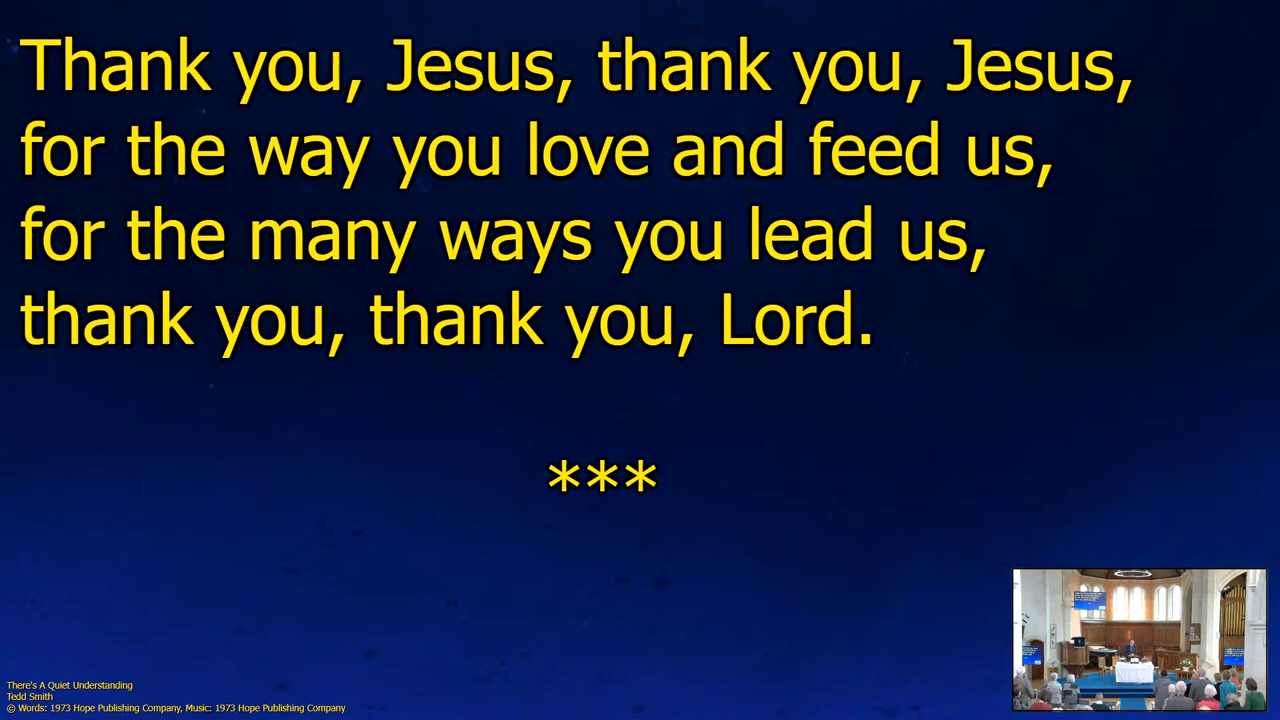 Thank you, Jesus, thank you, Jesus,
for the way you love and feed us,
for the many ways you lead us,
thank you, thank you, Lord.
***
There's A Quiet Understanding
Tedd Smith
© Words: 1973 Hope Publishing Company, Music: 1973 Hope Publishing Company